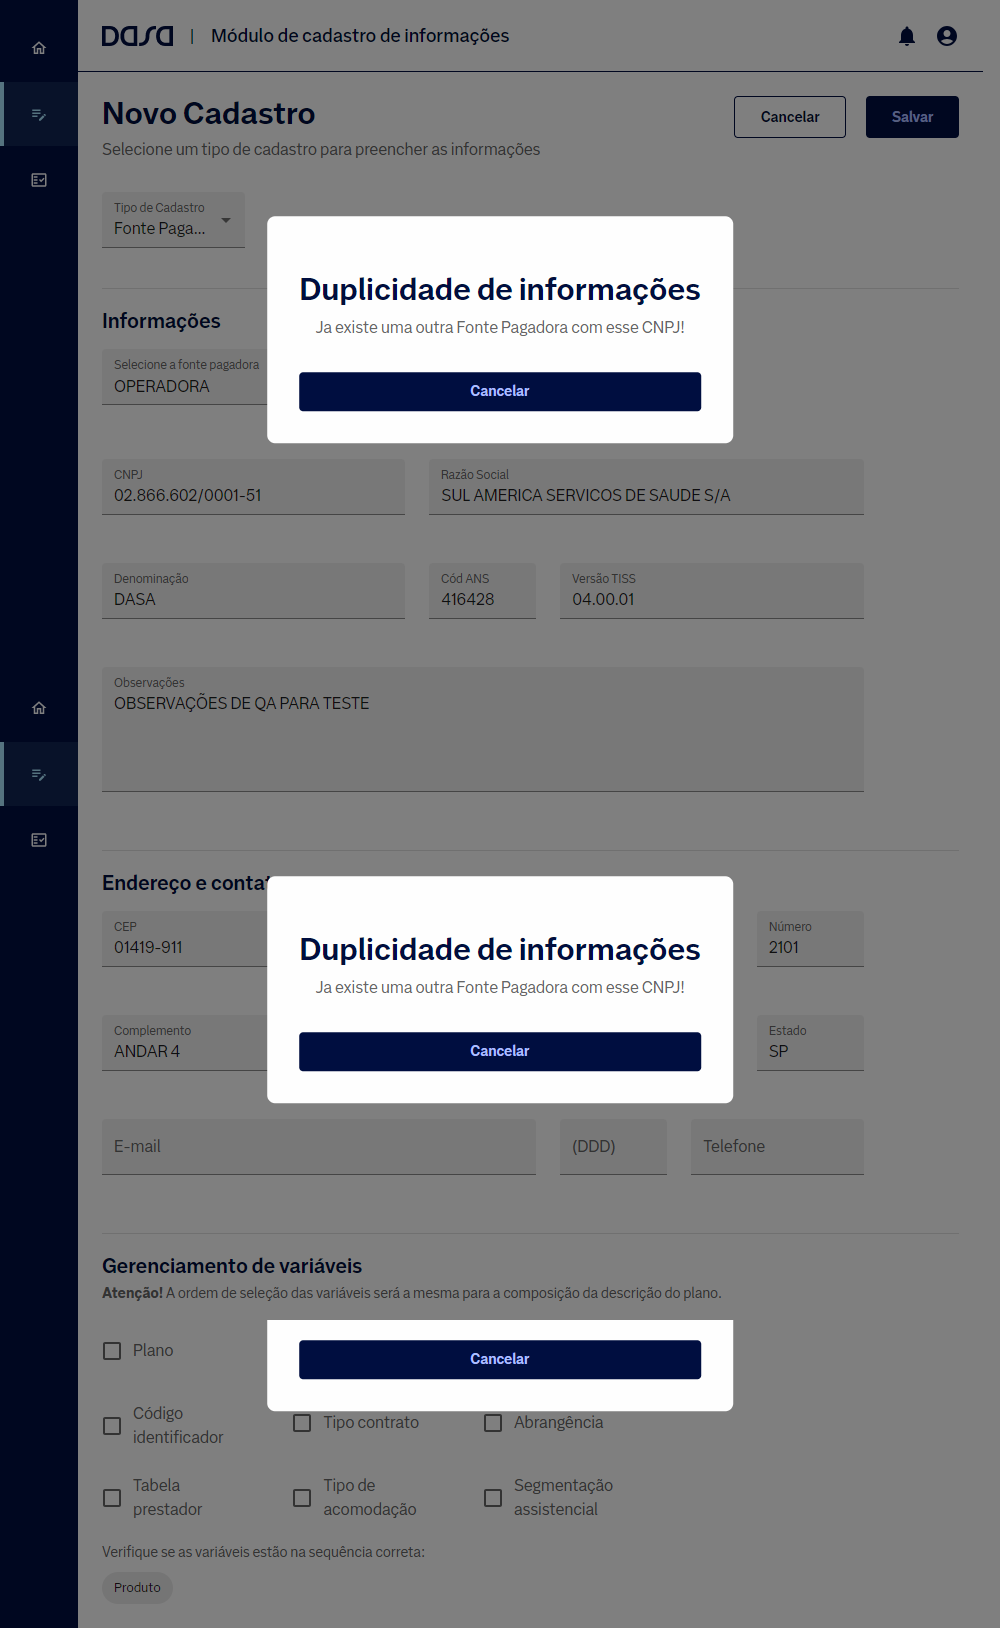 DASA | Módulo de cadastro de informações
Novo Cadastro
Cancelar
Salvar
Selecione um tipo de cadastro para preencher as informações
Tipo de Cadastro
Fonte Paga...
Duplicidade de informações
Ja existe uma outra Fonte Pagadora com esse CNPJ!
Cancelar
Informações
Selecione a fonte pagadora
OPERADORA
CNPJ
02.866.602/0001-51
Razão Social
SUL AMERICA SERVICOS DE SAUDE S/A
Denominação
DASA
Cód ANS
416428
Versão TISS
04.00.01
Observações
OBSERVAÇÕES DE QA PARA TESTE
Endereço e conta
Duplicidade de informações
Ja existe uma outra Fonte Pagadora com esse CNPJ!
Cancelar
CEP
01419-911
Número
2101
Complemento
ANDAR 4
Estado
SP
E-mail
(DDD)
Telefone
Gerenciamento de variáveis
Atenção! A ordem de seleção das variáveis será a mesma para a composição da descrição do plano.
Plano
Cancelar
Código
identificador
Tipo contrato
Abrangência
Tabela
prestador
Tipo de
acomodação
Segmentação
assistencial
Verifique se as variáveis estão na sequência correta:
Produto